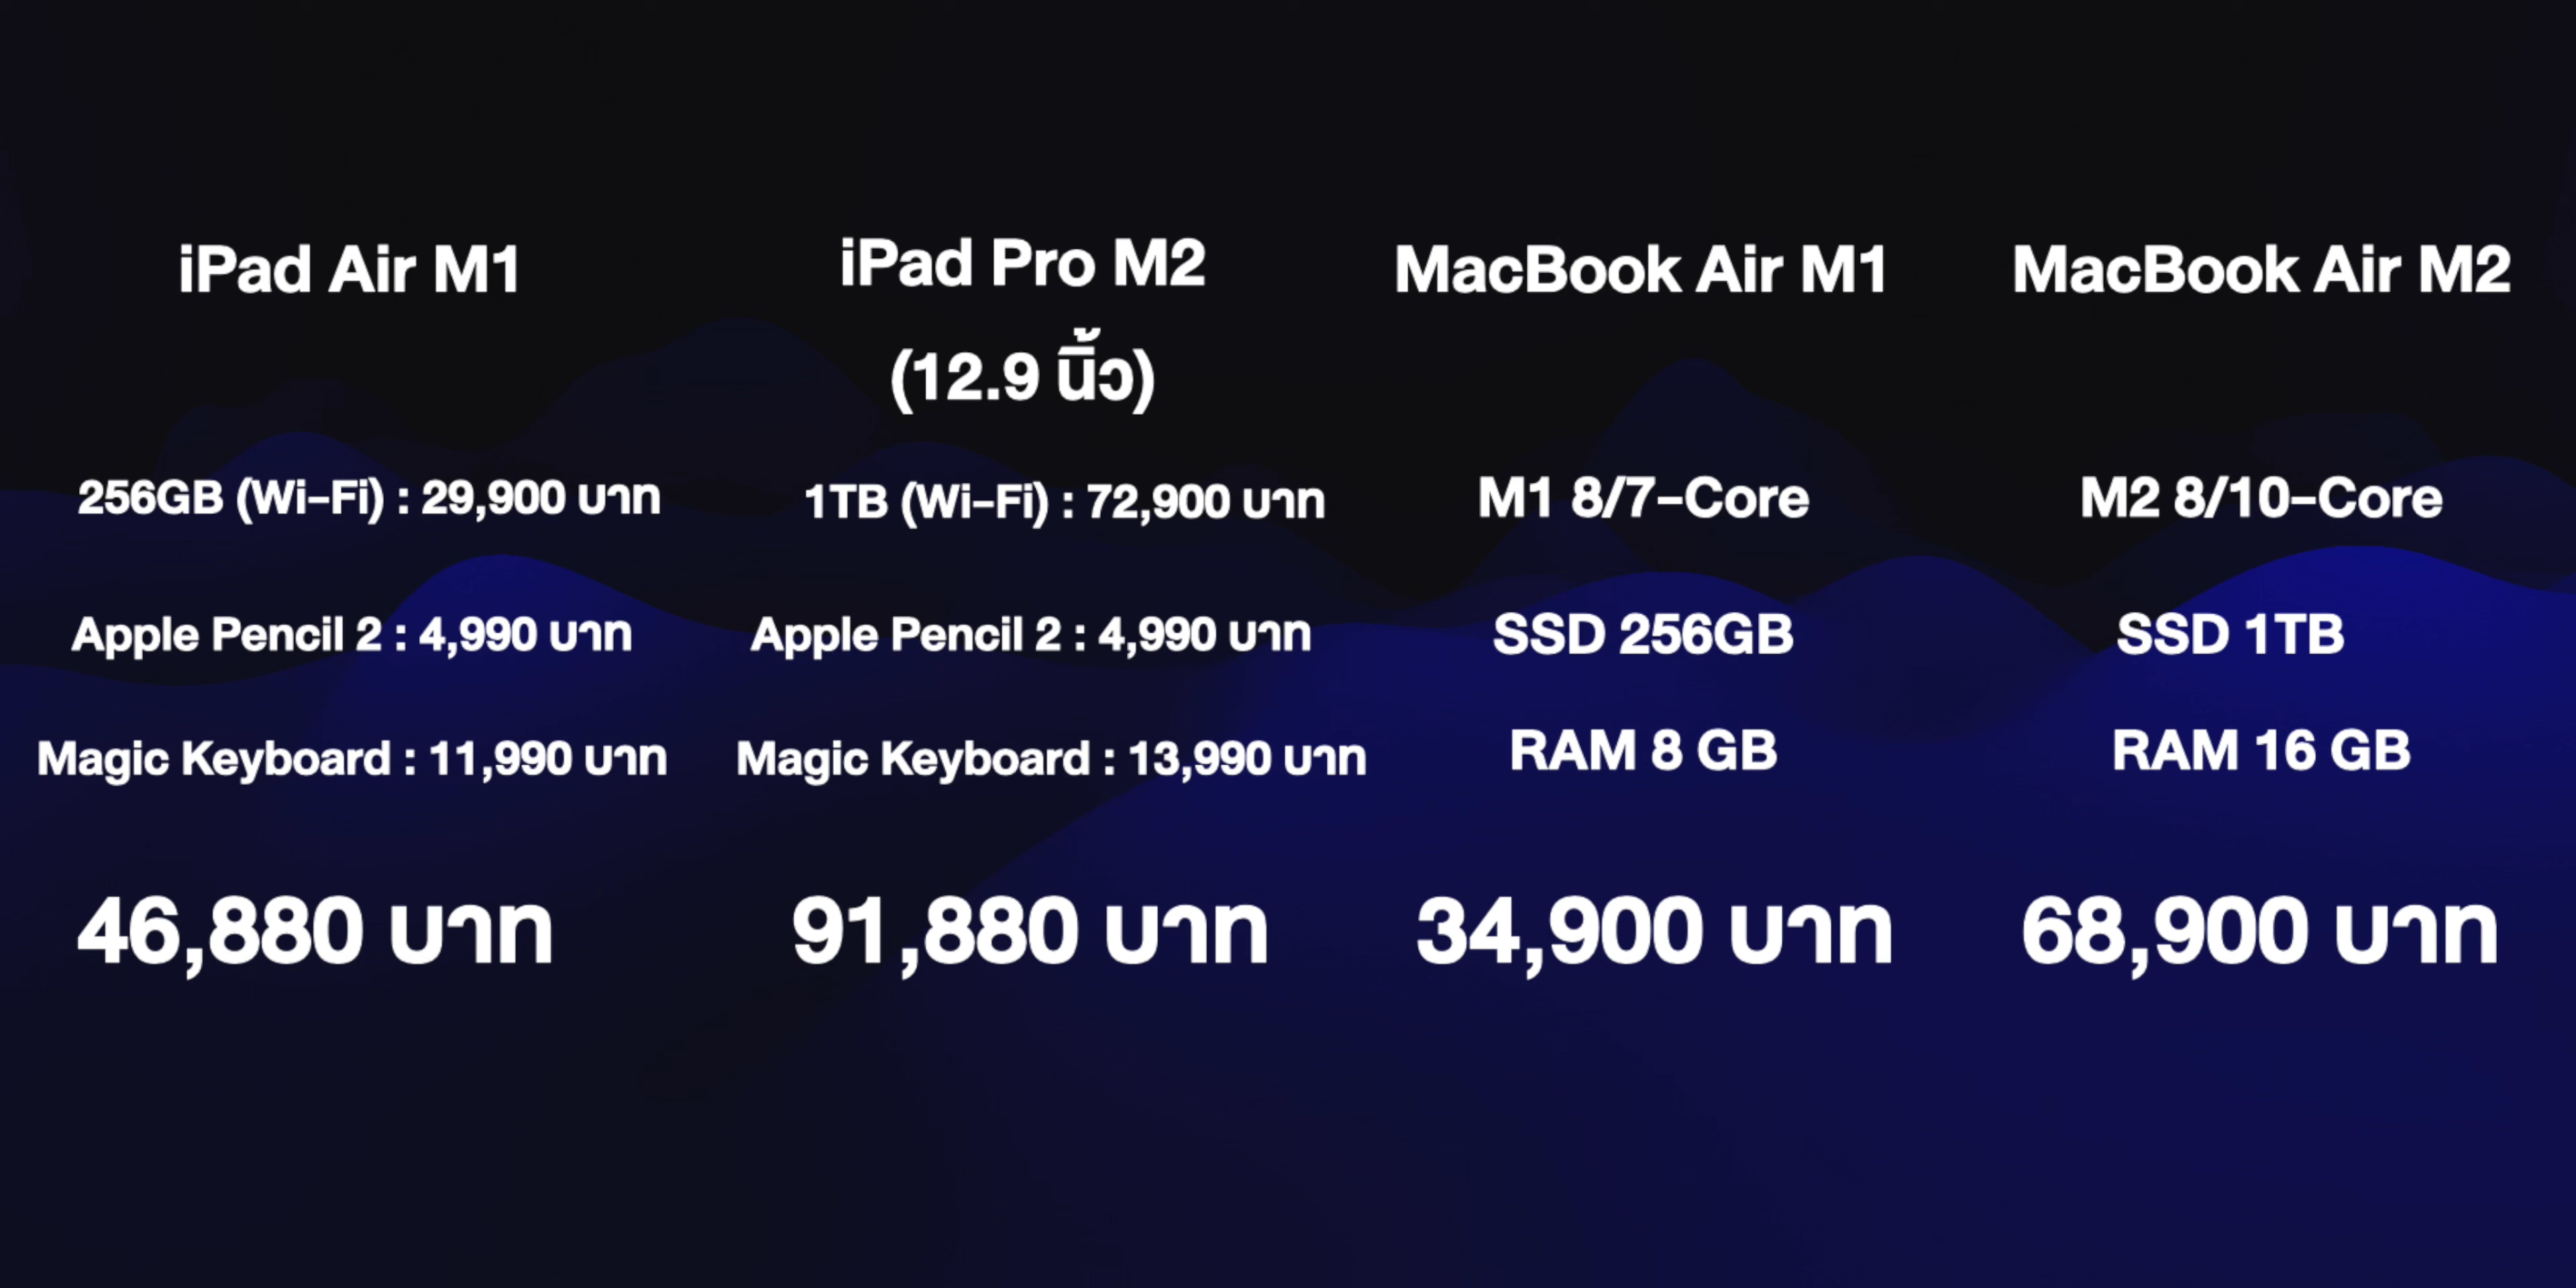 iPad Air M1
256GB (Wi-Fi) : 29,900 บาท
Apple Pencil 2 : 4,990 บาท
Magic Keyboard : 11,990 บาท
46,880 บาท
iPad Pro M2
(12.9 นิ้ว)
1TB (Wi-Fi) : 72,900 บาท
Apple Pencil 2 : 4,990 บาท
Magic Keyboard : 13,990 บาท
91,880 บาท
MacBook Air M1
M1 8/7-Core
SSD 256GB
RAM 8 GB
34,900 บาท
MacBook Air M2
M2 8/10-Core
SSD 1TB
RAM 16 GB
68,900 บาท